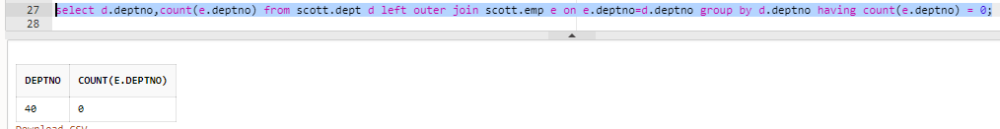 27 select d.deptno,count(e.deptno) from scott.dept d left outer join scott.emp e on e.deptno=d.deptno group by d.deptno having count(e.deptno) = 0;
28
DEPTNO COUNT(E.DEPTNO)
40 0
Download CSV